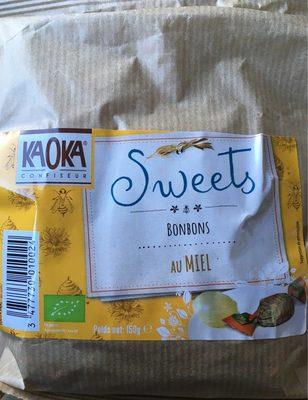 KAOKA®
CONFISEUR
Sweets
BONBONS
AU MIEL
Poids net: 150g e